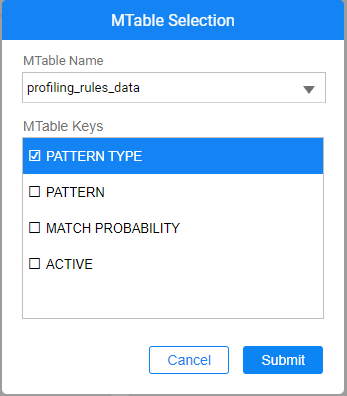 MTable Selection
MTable Name
profiling_rules_data
MTable Keys
PATTERN TYPE
PATTERN
MATCH PROBABILITY
ACTIVE
Cancel Submit